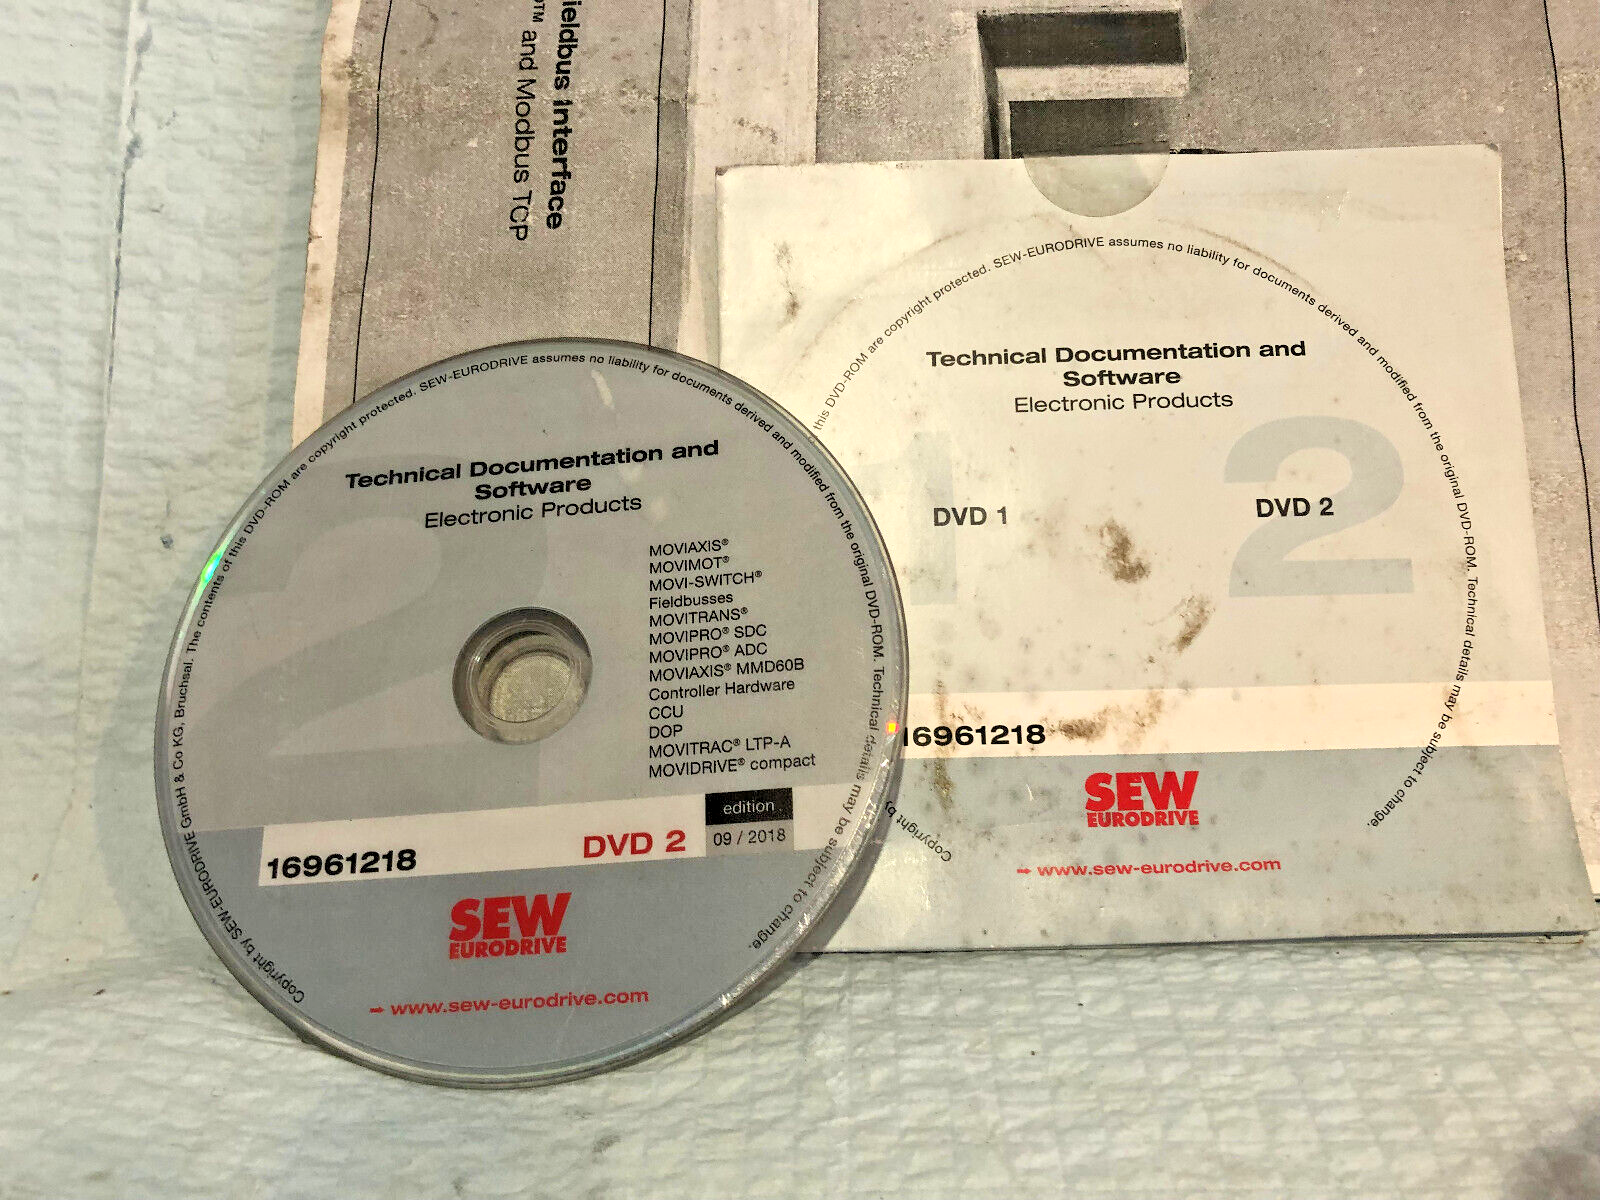 ieldbus Interface
and Modbus TCP
Copyright by SEW-EURODRIVE GmbH & Co KG, Bruchsal. The contents of this DVD-ROM are copyright protected. SEW-EURODRIVE assumes no liability for documents derived and modified from the original DVD-ROM. Technical details may be subject to change.
Technical Documentation and
Software
Electronic Products
MOVIAXIS®
MOVIMOT®
MOVI-SWITCH®
Fieldbusses
MOVITRANS®
MOVIPRO® SDC
MOVIPRO® ADC
MOVIAXIS® MMD60B
Controller Hardware
CCU
DOP
MOVITRAC® LTP-A
MOVIDRIVE® compact
edition
16961218
DVD 2
09 / 2018
SEW
EURODRIVE
➞ www.sew-eurodrive.com
Copyright by
this DVD-ROM are copyright protected. SEW-EURODRIVE assumes no liability for documents derived and modified from the original DVD-ROM. Technical details may be subject to change.
Technical Documentation and
Software
Electronic Products
1
2
DVD 1
DVD 2
16961218
SEW
EURODRIVE
➞ www.sew-eurodrive.com